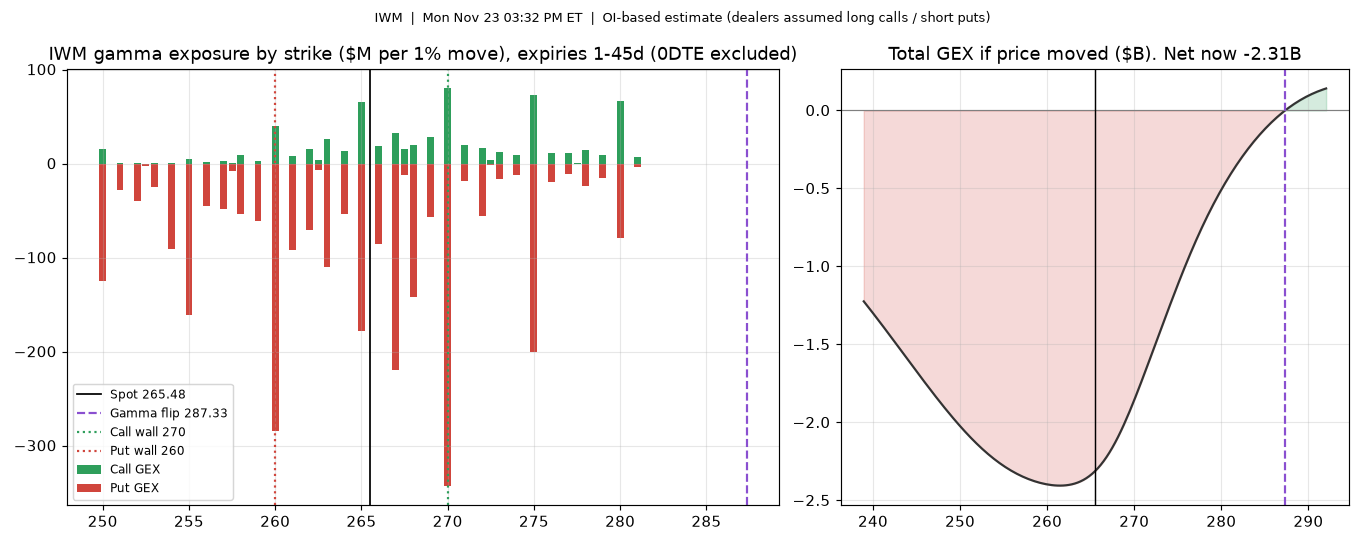 IWM | Mon Nov 23 03:32 PM ET | OI-based estimate (dealers assumed long calls / short puts)
IWM gamma exposure by strike ($M per 1% move), expiries 1-45d (0DTE excluded)
100
0
−100
−200
−300
Spot 265.48
Gamma flip 287.33
Call wall 270
Put wall 260
Call GEX
Put GEX
250 255 260 265 270 275 280 285
Total GEX if price moved ($B). Net now -2.31B
0.0
−0.5
−1.0
−1.5
−2.0
−2.5
240 250 260 270 280 290